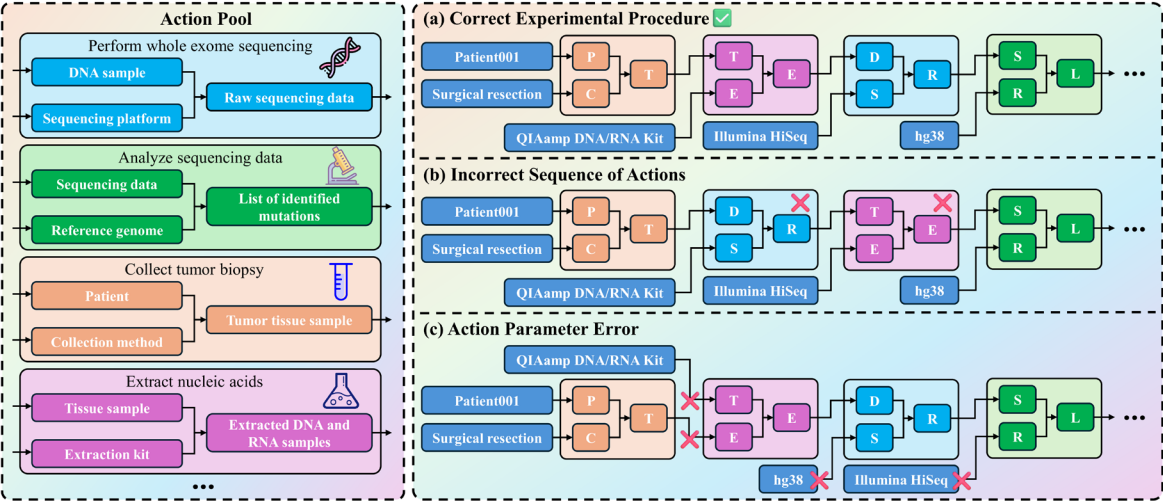 Action Pool
Perform whole exome sequencing
DNA sample
Sequencing platform
Raw sequencing data
Analyze sequencing data
Sequencing data
Reference genome
List of identified
mutations
Collect tumor biopsy
Patient
Collection method
Tumor tissue sample
Extract nucleic acids
Tissue sample
Extraction kit
Extracted DNA and
RNA samples
...
(a) Correct Experimental Procedure
Patient001
Surgical resection
P
C
T
QIAamp DNA/RNA Kit
T
E
E
Illumina HiSeq
D
S
R
hg38
S
R
L
...
(b) Incorrect Sequence of Actions
Patient001
Surgical resection
P
C
T
QIAamp DNA/RNA Kit
D
S
R
Illumina HiSeq
T
E
E
hg38
S
R
L
...
(c) Action Parameter Error
QIAamp DNA/RNA Kit
Patient001
Surgical resection
P
C
T
T
E
E
hg38
D
S
R
Illumina HiSeq
S
R
L
...